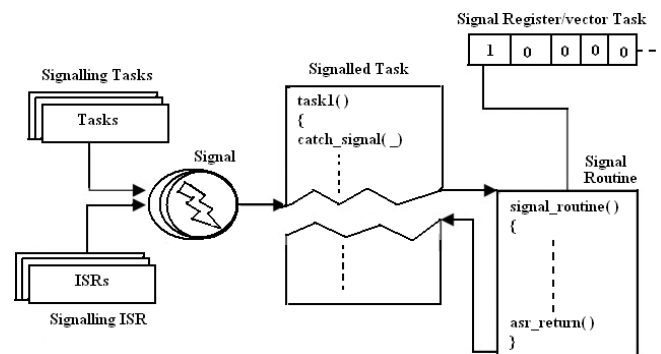 Signal Register/vector Task
1 0 0 0 0
Signalling Tasks
Tasks
Signal
Signalled Task
task1( )
{
catch_signal( _)
Signal
Routine
signal_routine( )
{
asr_return( )
}
ISRs
Signalling ISR